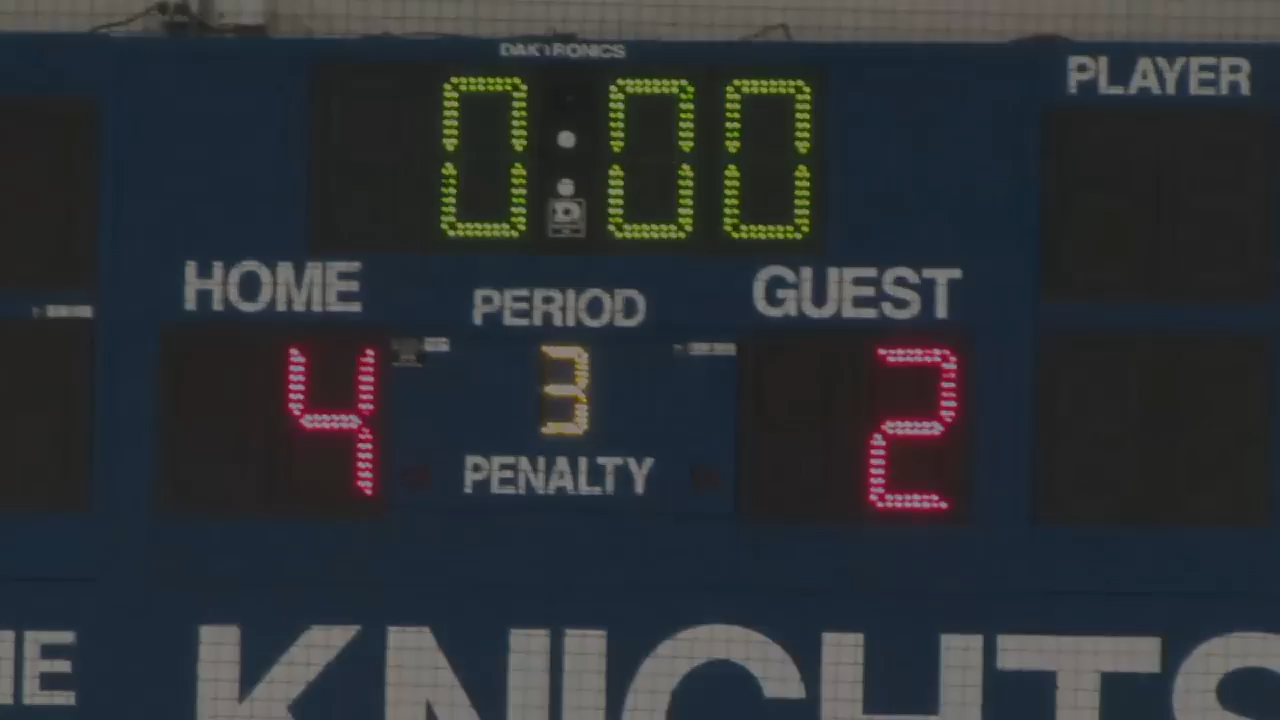 DAKTRONICS
PLAYER
0:00
D
HOME
PERIOD
GUEST
4
3
2
PENALTY
KNIGHTS